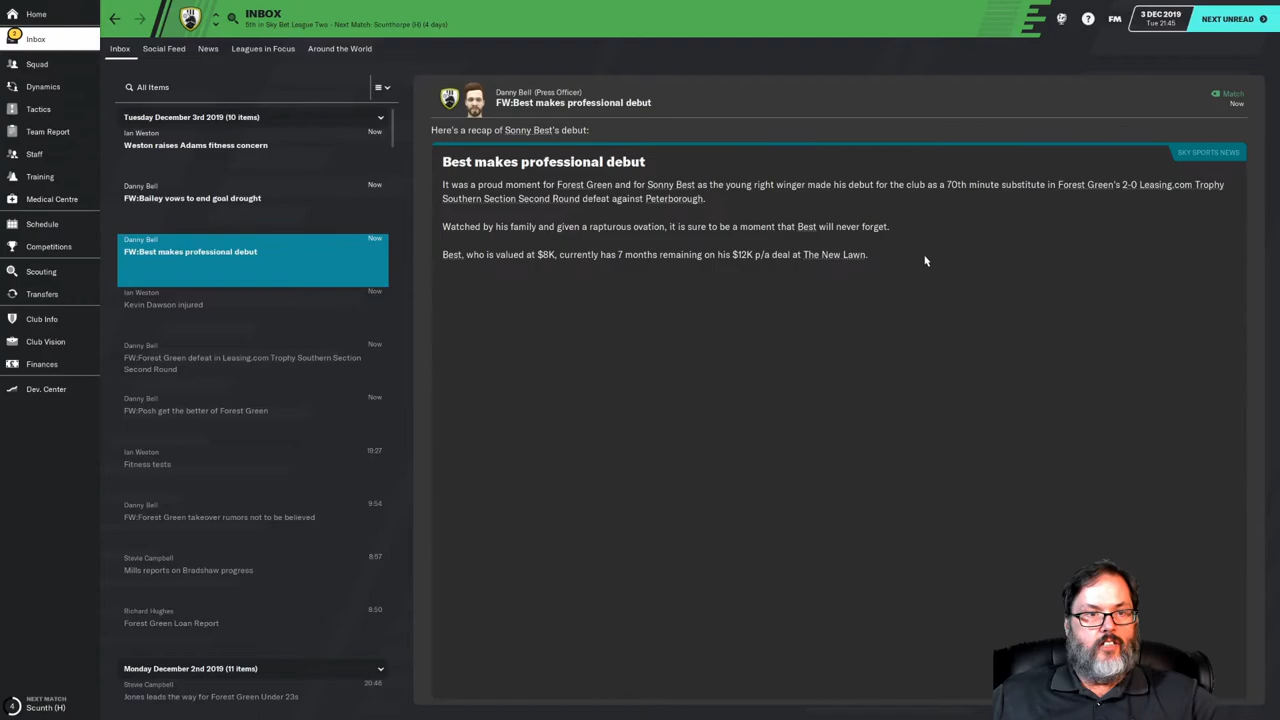 Home
Inbox
Squad
Dynamics
Tactics
Team Report
Staff
Training
Medical Centre
Schedule
Competitions
Scouting
Transfers
Club Info
Club Vision
Finances
Dev. Center
4
NEXT MATCH
Scunth (H)
INBOX
5th in Sky Bet League Two - Next Match: Scunthorpe (H) (4 days)
?
FM
3 DEC 2019
Tue 21:45
NEXT UNREAD
Inbox
Social Feed
News
Leagues in Focus
Around the World
All Items
Tuesday December 3rd 2019 (10 items)
Ian Weston
Now
Weston raises Adams fitness concern
Danny Bell
Now
FW:Bailey vows to end goal drought
Danny Bell
Now
FW:Best makes professional debut
Ian Weston
Now
Kevin Dawson injured
Danny Bell
Now
FW:Forest Green defeat in Leasing.com Trophy Southern Section
Second Round
Danny Bell
Now
FW:Posh get the better of Forest Green
Ian Weston
19:27
Fitness tests
Danny Bell
9:54
FW:Forest Green takeover rumors not to be believed
Stevie Campbell
8:57
Mills reports on Bradshaw progress
Richard Hughes
8:50
Forest Green Loan Report
Monday December 2nd 2019 (11 items)
Stevie Campbell
20:46
Jones leads the way for Forest Green Under 23s
Danny Bell (Press Officer)
FW:Best makes professional debut
Match
Now
Here's a recap of Sonny Best's debut:
SKY SPORTS NEWS
Best makes professional debut
It was a proud moment for Forest Green and for Sonny Best as the young right winger made his debut for the club as a 70th minute substitute in Forest Green's 2-0 Leasing.com Trophy
Southern Section Second Round defeat against Peterborough.
Watched by his family and given a rapturous ovation, it is sure to be a moment that Best will never forget.
Best, who is valued at $8K, currently has 7 months remaining on his $12K p/a deal at The New Lawn.